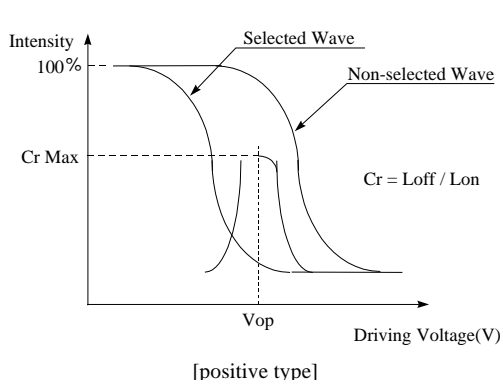 Intensity
Selected Wave
100%
Non-selected Wave
Cr Max
Cr = Loff / Lon
Vop
Driving Voltage(V)
[positive type]